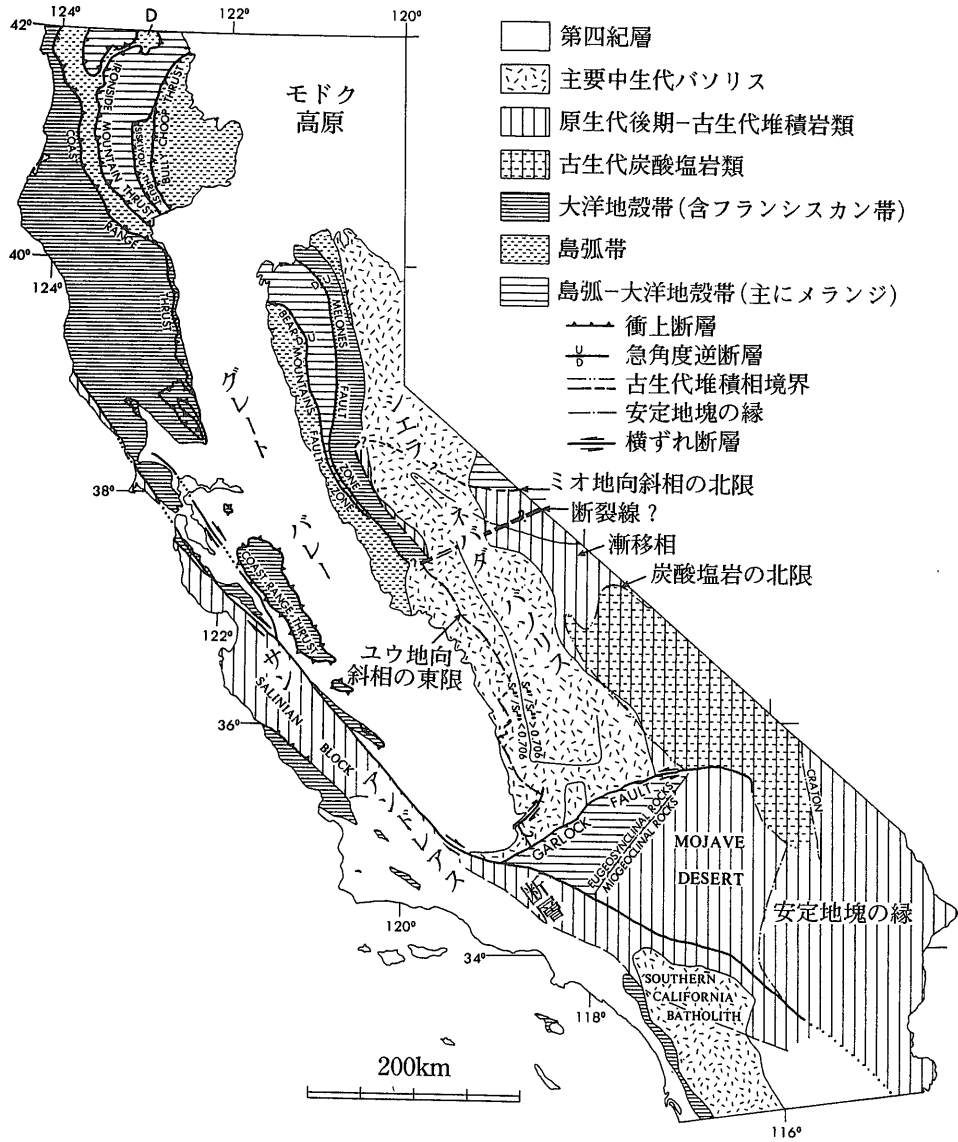 124°
D
122°
120°
42°
モドク
高原
IRONSIDE MOUNTAIN THRUST
SISKIYOU THRUST
BULLY CHOOP THRUST
COAST RANGE THRUST
40°
124°
第四紀層
主要中生代バソリス
原生代後期−古生代堆積岩類
古生代炭酸塩岩類
大洋地殻帯(含フランシスカン帯)
島弧帯
島弧−大洋地殻帯(主にメランジ)
衝上断層
U
D
急角度逆断層
古生代堆積相境界
安定地塊の縁
横ずれ断層
MELONES FAULT ZONE
BEAR MOUNTAINS FAULT ZONE
U
D
グレート
バレー
シエラネバダ
バソリス
ミオ地向斜相の北限
断裂線?
漸移相
炭酸塩岩の北限
38°
COAST RANGE THRUST
122°
ユウ地向
斜相の東限
Sr⁸⁷/Sr⁸⁶>0.706
Sr⁸⁷/Sr⁸⁶<0.706
36°
サンアンドレアス
断層
SALINIAN BLOCK
GARLOCK FAULT
EUGEOSYNCLINAL ROCKS
MIOGEOCLINAL ROCKS
CRATON
MOJAVE
DESERT
安定地塊の縁
120°
34°
SOUTHERN
CALIFORNIA
BATHOLITH
118°
200km
116°